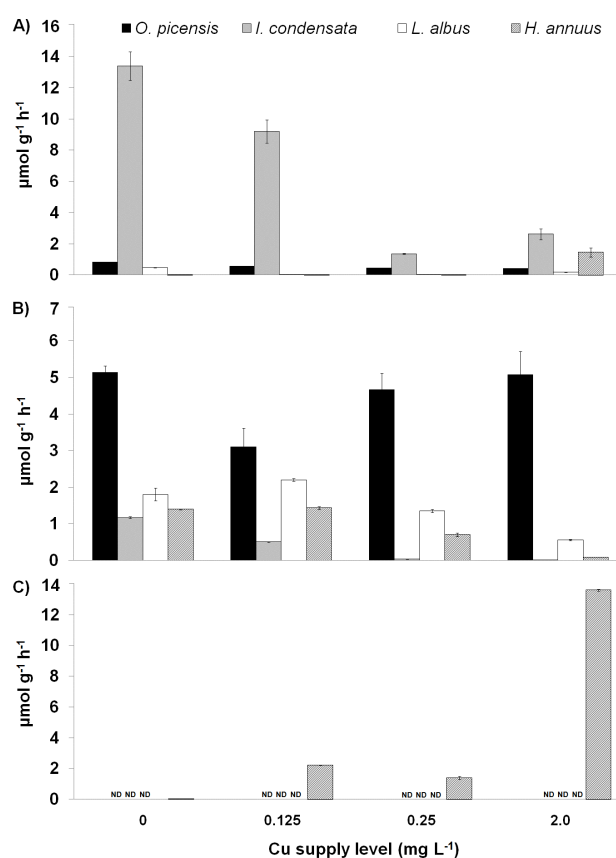 A) O. picensis I. condensata L. albus H. annuus
16
14
12
10
8
6
4
2
0
µmol g-1 h-1
B)
7
6
5
4
3
2
1
0
µmol g-1 h-1
C)
14
12
10
8
6
4
2
0
µmol g-1 h-1
ND ND ND ND ND ND ND ND ND ND ND ND
0 0.125 0.25 2.0
Cu supply level (mg L-1)